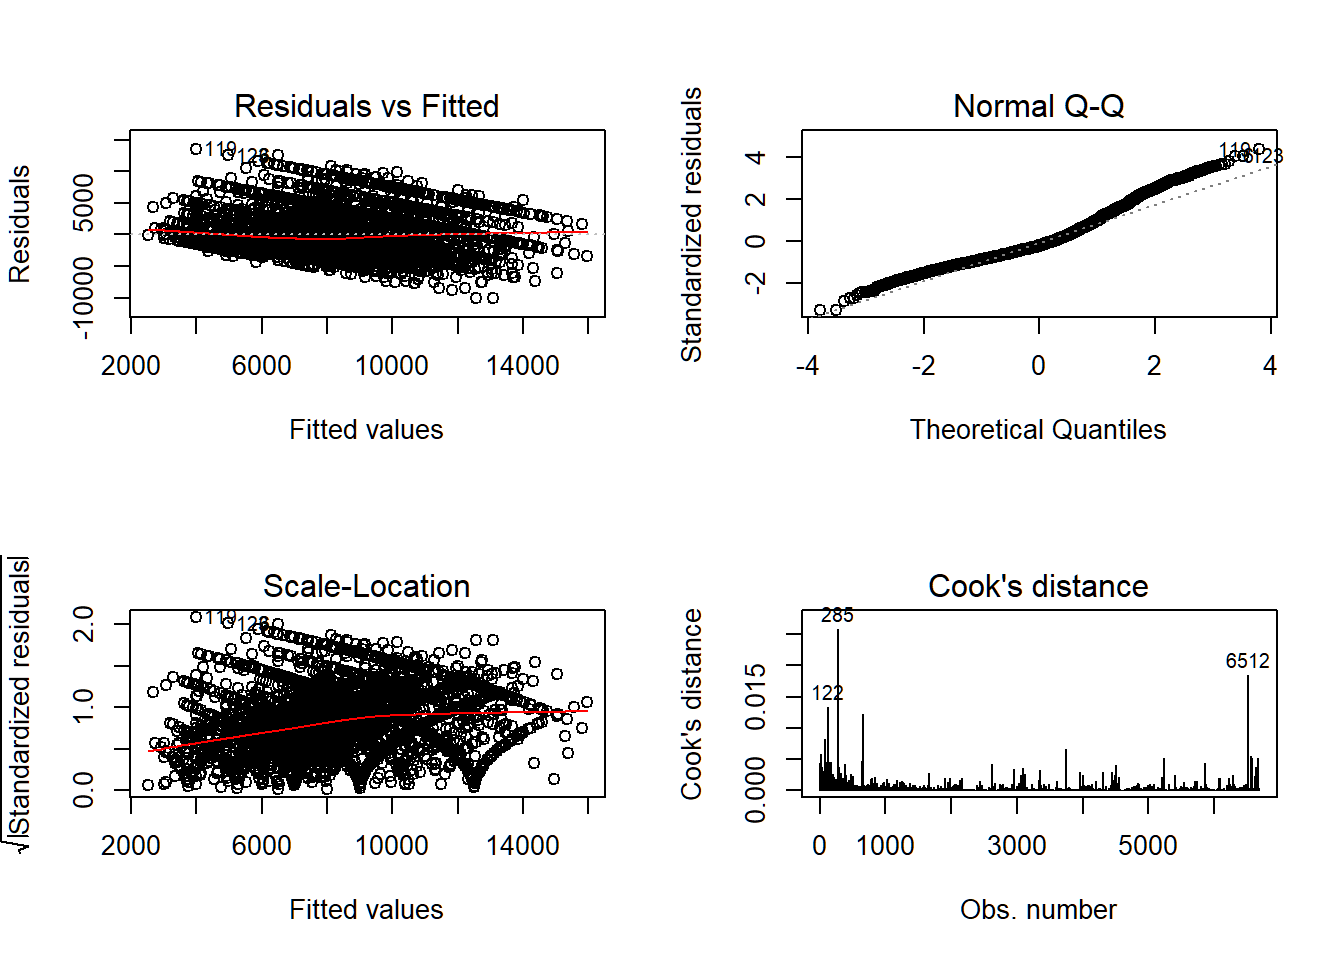 Residuals vs Fitted
Residuals
-10000 5000
119
2000 6000 10000 14000
Fitted values
Normal Q-Q
Standardized residuals
-2 0 2 4
-4 -2 0 2 4
Theoretical Quantiles
Scale-Location
√|Standardized residuals|
0.0 1.0 2.0
119
2000 6000 10000 14000
Fitted values
Cook's distance
Cook's distance
0.000 0.015
285
6512
122
0 1000 3000 5000
Obs. number